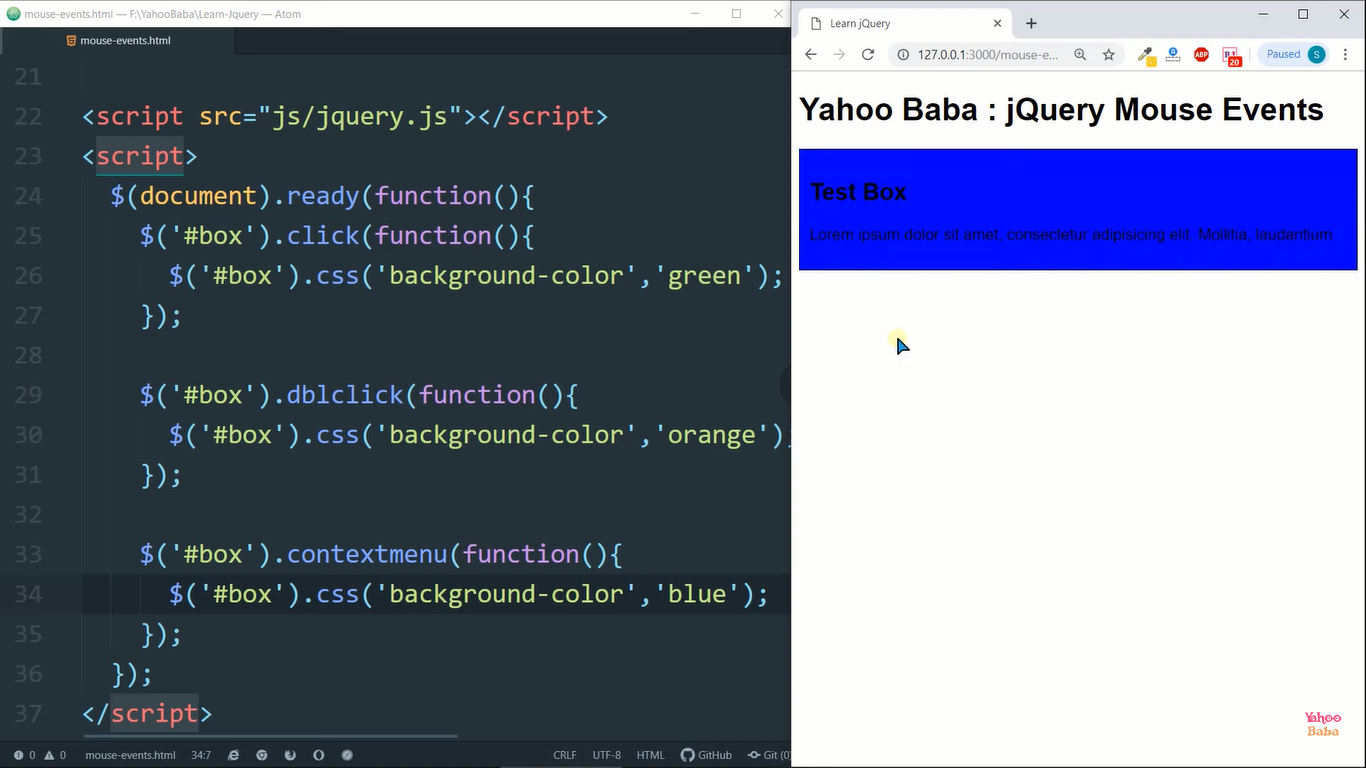 mouse-events.html — F:\YahooBaba\Learn-Jquery — Atom
mouse-events.html
21
22 <script src="js/jquery.js"></script>
23 <script>
24 $(document).ready(function(){
25 $('#box').click(function(){
26 $('#box').css('background-color','green');
27 });
28
29 $('#box').dblclick(function(){
30 $('#box').css('background-color','orange');
31 });
32
33 $('#box').contextmenu(function(){
34 $('#box').css('background-color','blue');
35 });
36 });
37 </script>
0 0 mouse-events.html 34:7 CRLF UTF-8 HTML GitHub Git (0)
Learn jQuery
127.0.0.1:3000/mouse-e... ABP 20 Paused S
Yahoo Baba : jQuery Mouse Events
Test Box
Lorem ipsum dolor sit amet, consectetur adipisicing elit. Mollitia, laudantium.
Yahoo
Baba